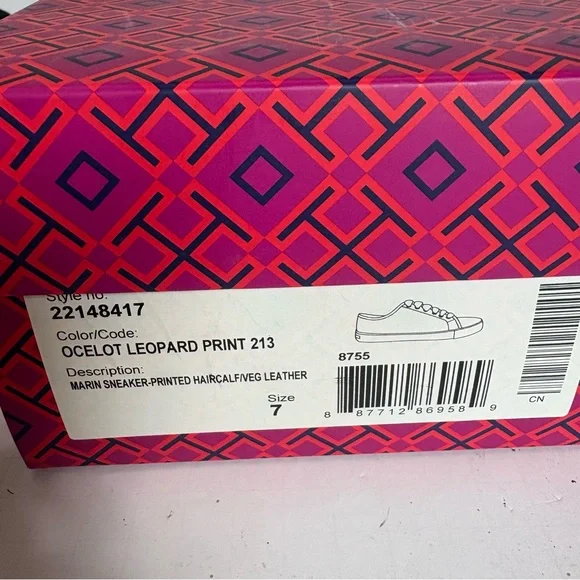 Style no:
22148417
Color/Code:
OCELOT LEOPARD PRINT 213
Description:
MARIN SNEAKER-PRINTED HAIRCALF/VEG LEATHER
Size
7
8755
8 87712 86958 9
CN